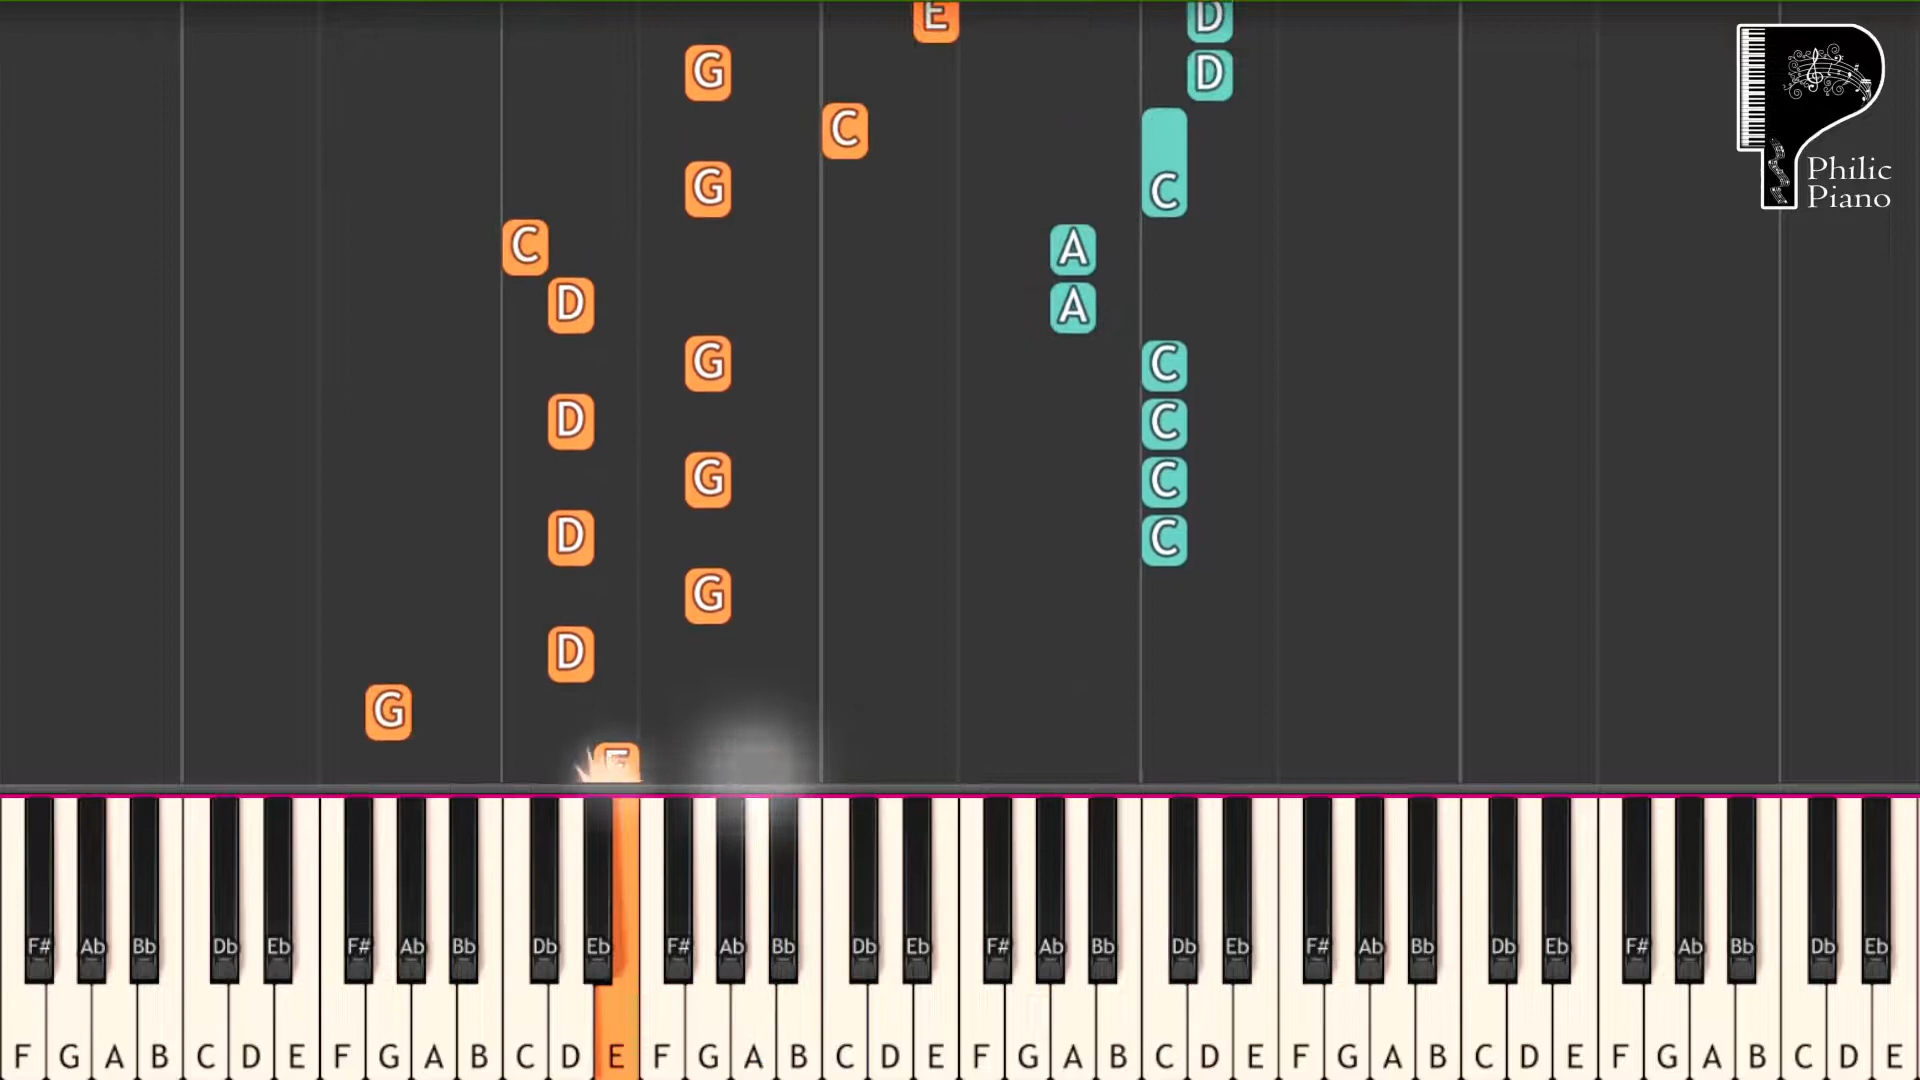 E D
G D
C
Philic
G C
Piano
C A
D A
G C
D C
G C
D C
G
D
G
E
F# Ab Bb Db Eb F# Ab Bb Db Eb F# Ab Bb Db Eb F# Ab Bb Db Eb F# Ab Bb Db Eb F# Ab Bb Db Eb
F G A B C D E F G A B C D E F G A B C D E F G A B C D E F G A B C D E F G A B C D E